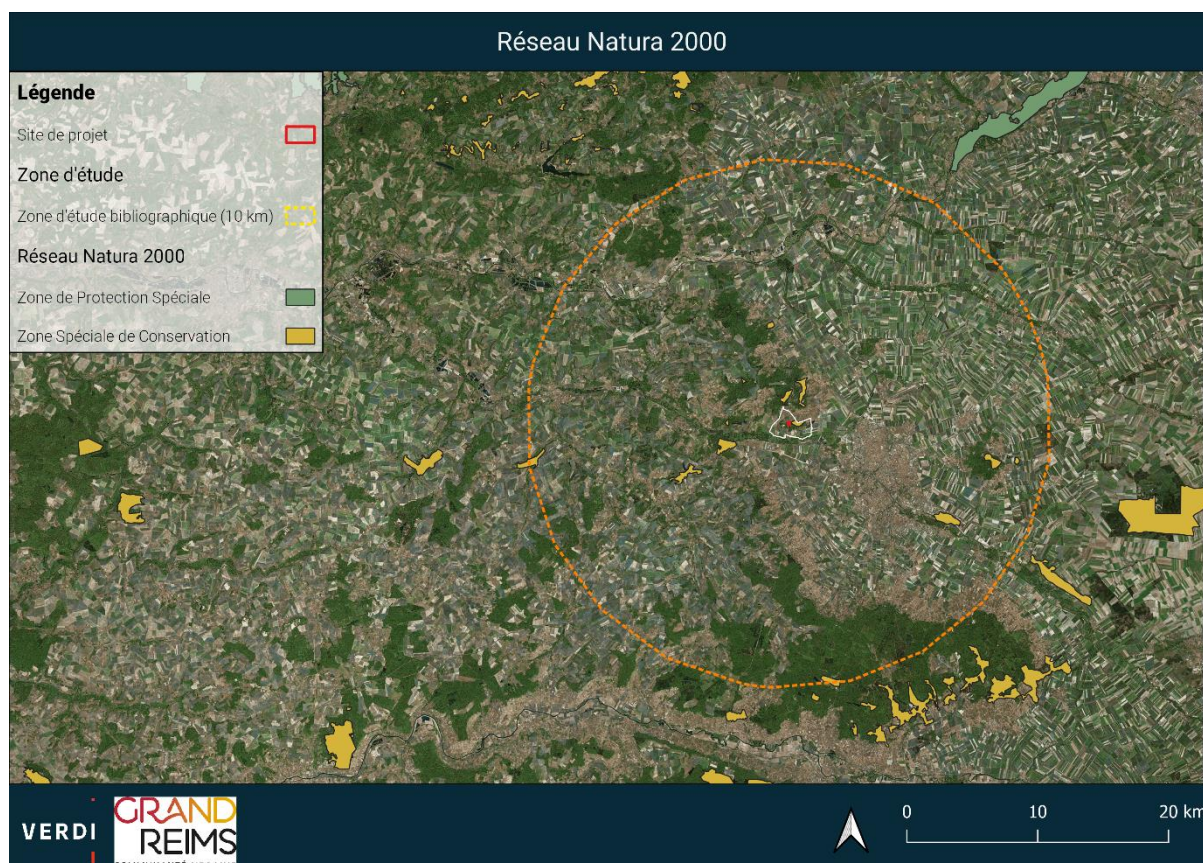 Réseau Natura 2000
Légende
Site de projet
Zone d'étude
Zone d'étude bibliographique (10 km)
Réseau Natura 2000
Zone de Protection Spéciale
Zone Spéciale de Conservation
VERDI
GRAND
REIMS
0 10 20 km